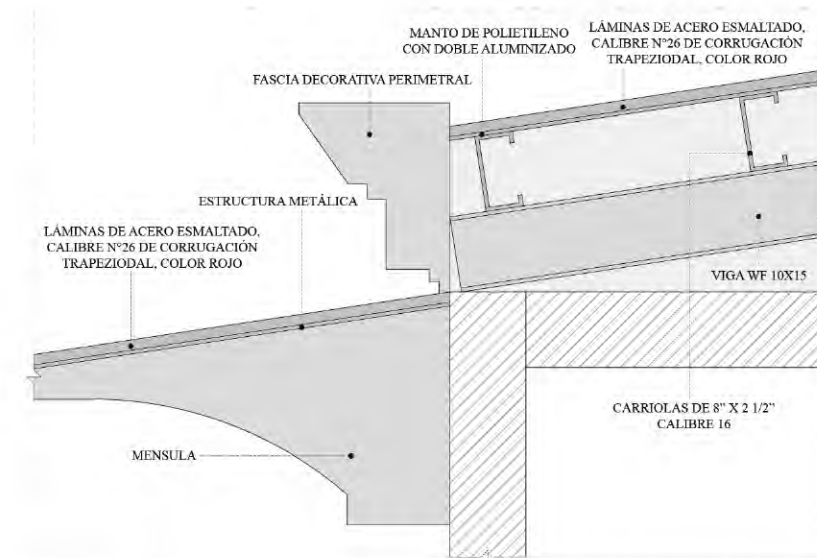 MANTO DE POLIETILENO
CON DOBLE ALUMINIZADO
LÁMINAS DE ACERO ESMALTADO,
CALIBRE N°26 DE CORRUGACIÓN
TRAPEZIODAL, COLOR ROJO
FASCIA DECORATIVA PERIMETRAL
ESTRUCTURA METÁLICA
LÁMINAS DE ACERO ESMALTADO,
CALIBRE N°26 DE CORRUGACIÓN
TRAPEZIODAL, COLOR ROJO
VIGA WF 10X15
CARRIOLAS DE 8” X 2 1/2”
CALIBRE 16
MENSULA